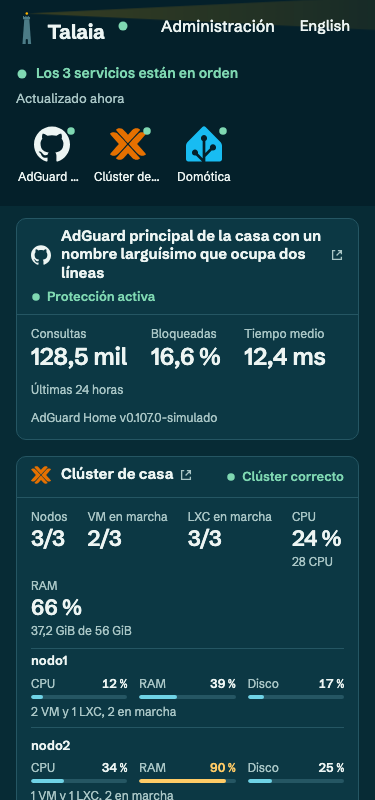 Talaia
Administración
English
Los 3 servicios están en orden
Actualizado ahora
AdGuard ...
Clúster de...
Domótica
AdGuard principal de la casa con un
nombre larguísimo que ocupa dos
líneas
Protección activa
Consultas
Bloqueadas
Tiempo medio
128,5 mil
16,6 %
12,4 ms
Últimas 24 horas
AdGuard Home v0.107.0-simulado
Clúster de casa
Clúster correcto
Nodos
VM en marcha
LXC en marcha
CPU
3/3
2/3
3/3
24 %
28 CPU
RAM
66 %
37,2 GiB de 56 GiB
nodo1
CPU 12 %
RAM 39 %
Disco 17 %
2 VM y 1 LXC, 2 en marcha
nodo2
CPU 34 %
RAM 90 %
Disco 25 %
1 VM y 1 LXC, 2 en marcha